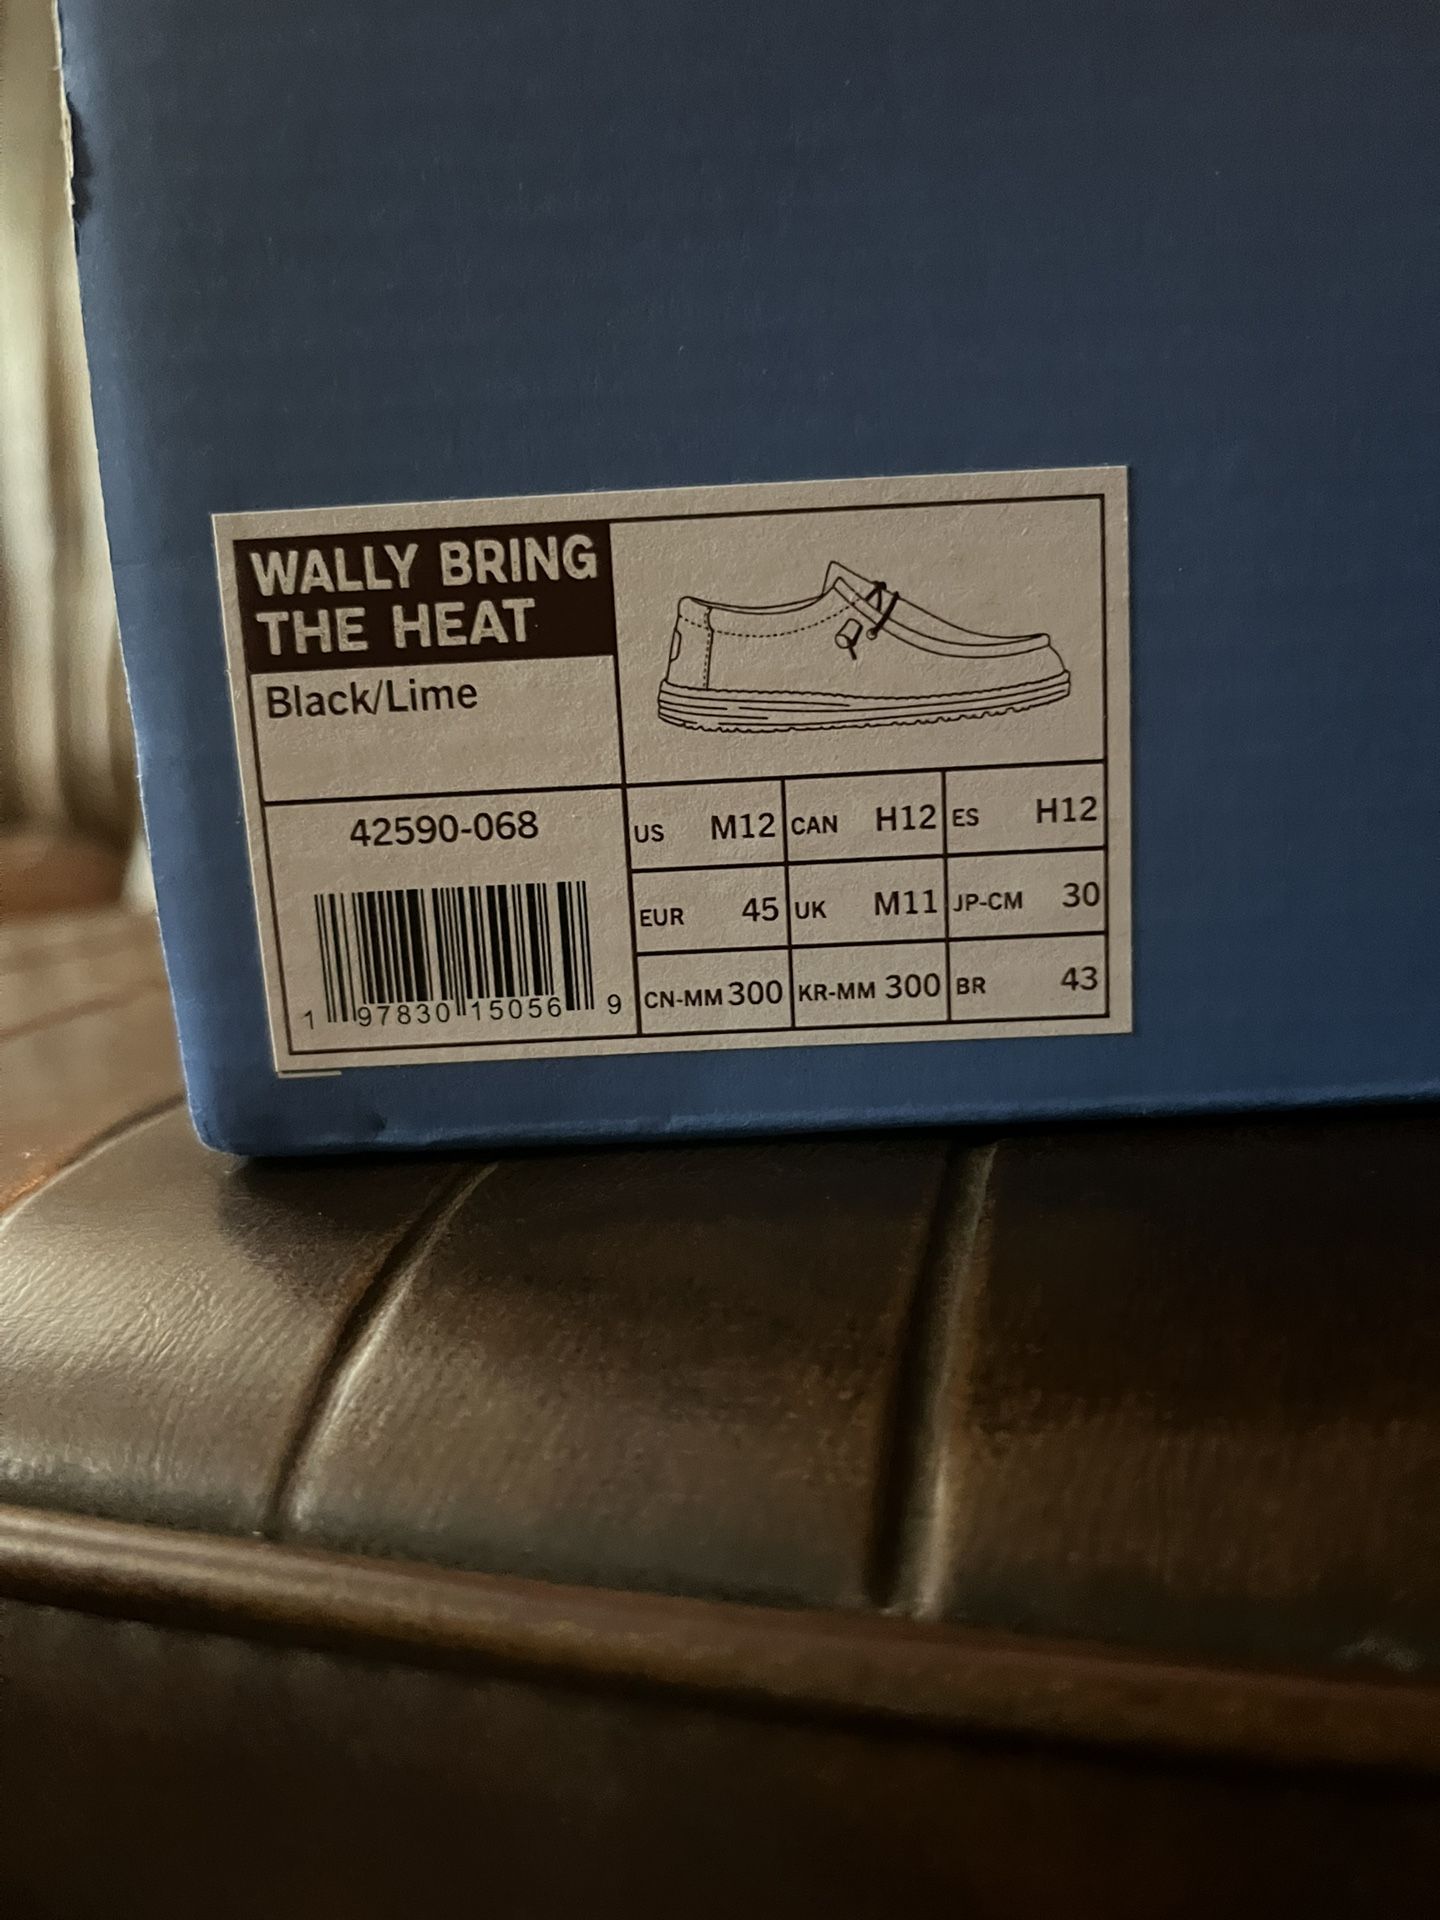 WALLY BRING
THE HEAT
Black/Lime
42590-068
1 97830 15056 9
US M12 CAN H12 ES H12
EUR 45 UK M11 JP-CM 30
CN-MM 300 KR-MM 300 BR 43